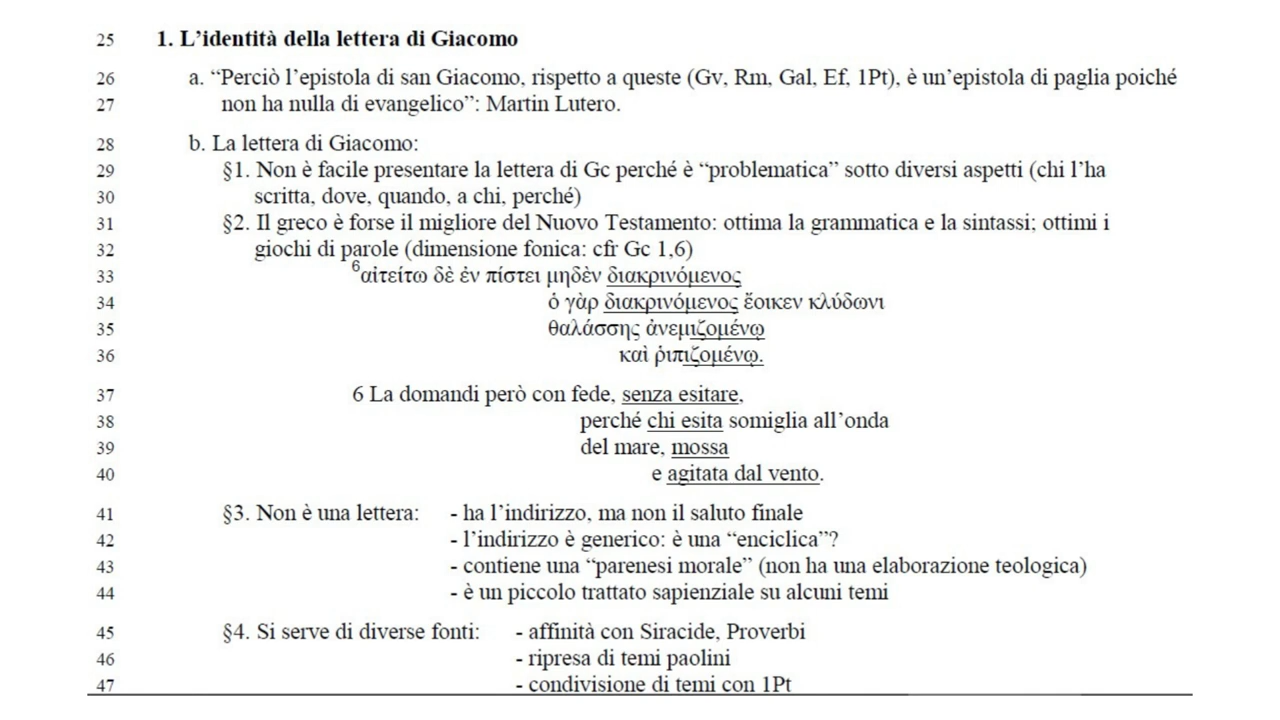 25 1. L’identità della lettera di Giacomo
26 a. “Perciò l’epistola di san Giacomo, rispetto a queste (Gv, Rm, Gal, Ef, 1Pt), è un’epistola di paglia poiché
27 non ha nulla di evangelico”: Martin Lutero.
28 b. La lettera di Giacomo:
29 §1. Non è facile presentare la lettera di Gc perché è “problematica” sotto diversi aspetti (chi l’ha
30 scritta, dove, quando, a chi, perché)
31 §2. Il greco è forse il migliore del Nuovo Testamento: ottima la grammatica e la sintassi; ottimi i
32 giochi di parole (dimensione fonica: cfr Gc 1,6)
33 ⁶αἰτείτω δὲ ἐν πίστει μηδὲν διακρινόμενος
34 ὁ γὰρ διακρινόμενος ἔοικεν κλύδωνι
35 θαλάσσης ἀνεμιζομένῳ
36 καὶ ῥιπιζομένῳ.
37 6 La domandi però con fede, senza esitare,
38 perché chi esita somiglia all’onda
39 del mare, mossa
40 e agitata dal vento.
41 §3. Non è una lettera: - ha l’indirizzo, ma non il saluto finale
42 - l’indirizzo è generico: è una “enciclica”?
43 - contiene una “parenesi morale” (non ha una elaborazione teologica)
44 - è un piccolo trattato sapienziale su alcuni temi
45 §4. Si serve di diverse fonti: - affinità con Siracide, Proverbi
46 - ripresa di temi paolini
47 - condivisione di temi con 1Pt